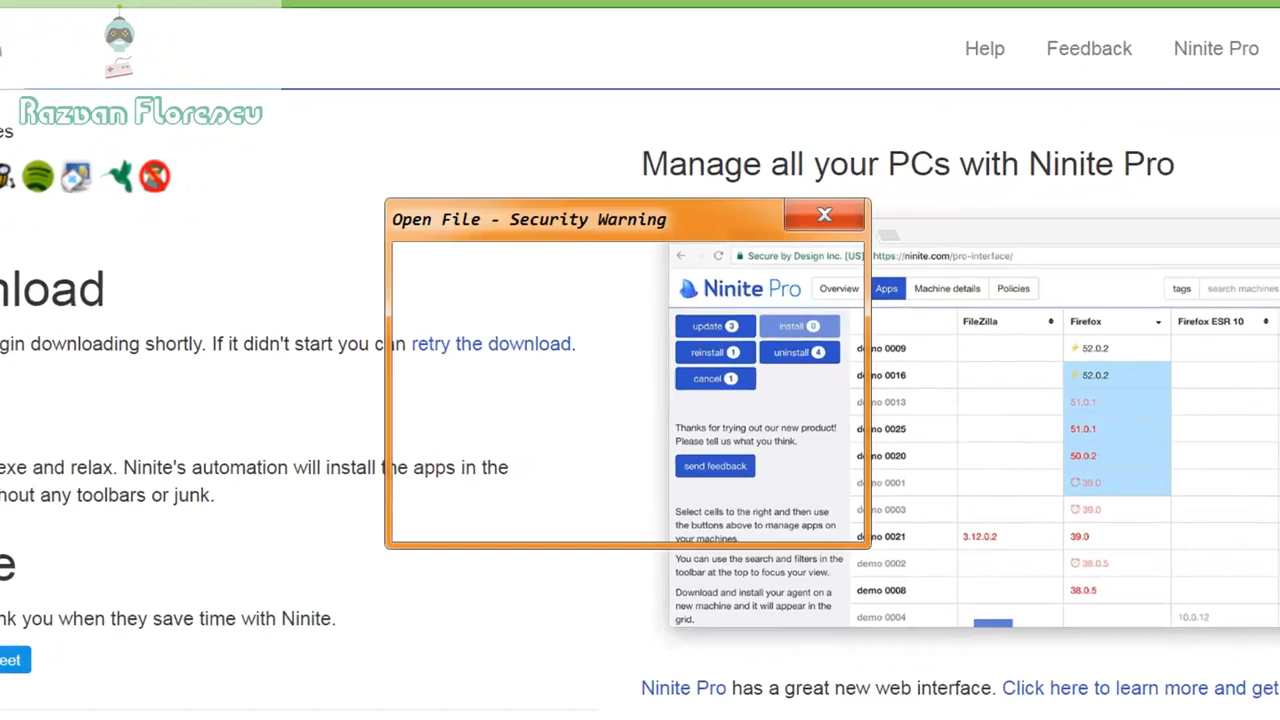 Help Feedback Ninite Pro
Razvan Florescu
es
Manage all your PCs with Ninite Pro
Open File - Security Warning
nload
gin downloading shortly. If it didn't start you can retry the download.
exe and relax. Ninite's automation will install the apps in the
hout any toolbars or junk.
e
nk you when they save time with Ninite.
eet
Secure by Design Inc. [US] https://ninite.com/pro-interface/
Ninite Pro Overview Apps Machine details Policies tags search machines
update 3 install 0
reinstall 1 uninstall 4
cancel 1
Thanks for trying out our new product!
Please tell us what you think.
send feedback
Select cells to the right and then use
the buttons above to manage apps on
your machines.
You can use the search and filters in the
toolbar at the top to focus your view.
Download and install your agent on a
new machine and it will appear in the
grid.
FileZilla Firefox Firefox ESR 10
demo 0009 52.0.2
demo 0016 52.0.2
demo 0013 51.0.1
demo 0025 51.0.1
demo 0020 50.0.2
demo 0001 39.0
demo 0003 39.0
demo 0021 3.12.0.2 39.0
demo 0002 38.0.5
demo 0008 38.0.5
demo 0004 10.0.12
Ninite Pro has a great new web interface. Click here to learn more and get